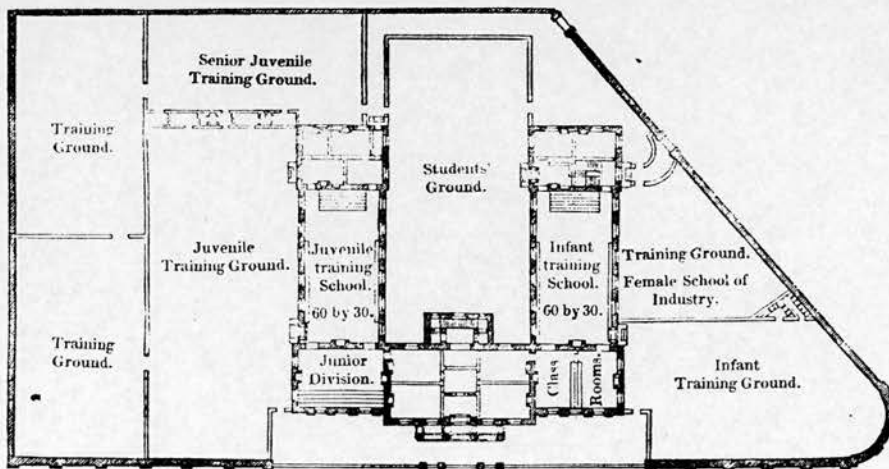 Senior Juvenile
Training Ground.
Training
Ground.
Students'
Ground.
Juvenile
Training Ground.
Juvenile
training
School.
60 by 30.
Infant
training
School.
60 by 30.
Training Ground.
Female School of
Industry.
Training
Ground.
Junior
Division.
Class
Rooms.
Infant
Training Ground.